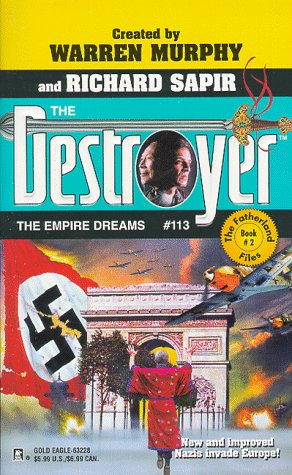 Created by
WARREN MURPHY
and RICHARD SAPIR
THE
Destroyer™
THE EMPIRE DREAMS #113
The Fatherland
Book
# 2
Files
New and improved
Nazis invade Europe!
GOLD EAGLE•63228
$5.99 U.S./$6.99 CAN.